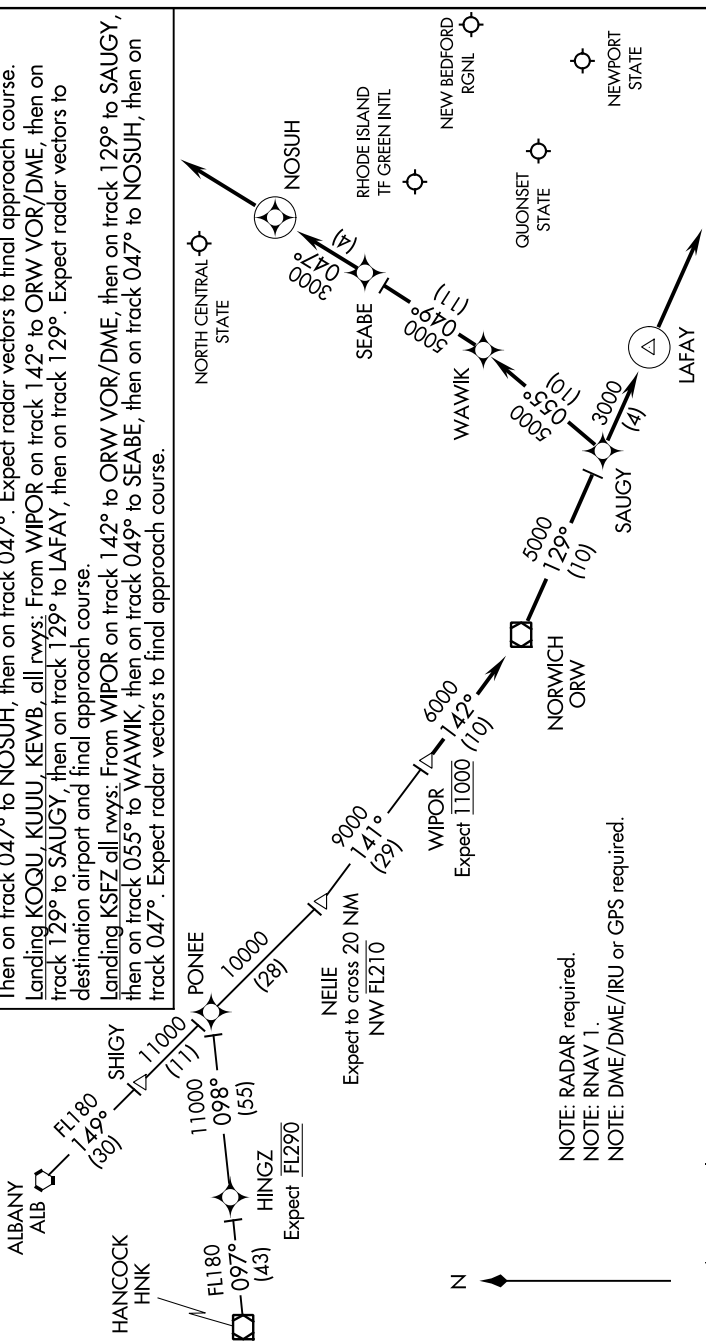 Then on track 047° to NOSUH, then on track 047°. Expect radar vectors to final approach course.
Landing KOQU, KUUU, KEWB, all rwys: From WIPOR on track 142° to ORW VOR/DME, then on
track 129° to SAUGY, then on track 129° to LAFAY, then on track 129°. Expect radar vectors to
destination airport and final approach course.
Landing KSFZ all rwys: From WIPOR on track 142° to ORW VOR/DME, then on track 129° to SAUGY,
then on track 055° to WAWIK, then on track 049° to SEABE, then on track 047° to NOSUH, then on
track 047°. Expect radar vectors to final approach course.
ALBANY
ALB
FL180
149°
(30)
SHIGY
11000
(11)
HANCOCK
HNK
FL180
097°
(43)
HINGZ
Expect FL290
11000
098°
(55)
PONEE
10000
(28)
NELIE
Expect to cross 20 NM
NW FL210
9000
141°
(29)
WIPOR
Expect 11000
6000
142°
(10)
NORWICH
ORW
5000
129°
(10)
SAUGY
3000
(4)
LAFAY
5000
055°
(10)
WAWIK
5000
049°
(11)
SEABE
3000
047°
(4)
NOSUH
NORTH CENTRAL
STATE
RHODE ISLAND
TF GREEN INTL
NEW BEDFORD
RGNL
QUONSET
STATE
NEWPORT
STATE
NOTE: RADAR required.
NOTE: RNAV 1.
NOTE: DME/DME/IRU or GPS required.
N